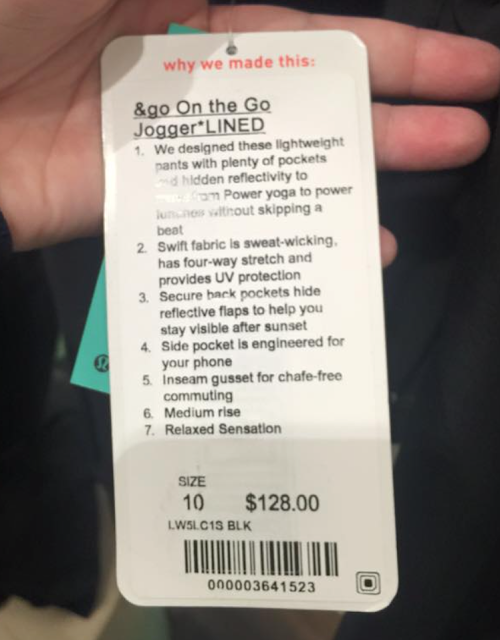 why we made this:
&go On the Go
Jogger*LINED
1. We designed these lightweight
pants with plenty of pockets
and hidden reflectivity to
from Power yoga to power
lunches without skipping a
beat
2. Swift fabric is sweat-wicking,
has four-way stretch and
provides UV protection
3. Secure back pockets hide
reflective flaps to help you
stay visible after sunset
4. Side pocket is engineered for
your phone
5. Inseam gusset for chafe-free
commuting
6. Medium rise
7. Relaxed Sensation
SIZE
10 $128.00
LW5LC1S BLK
000003641523